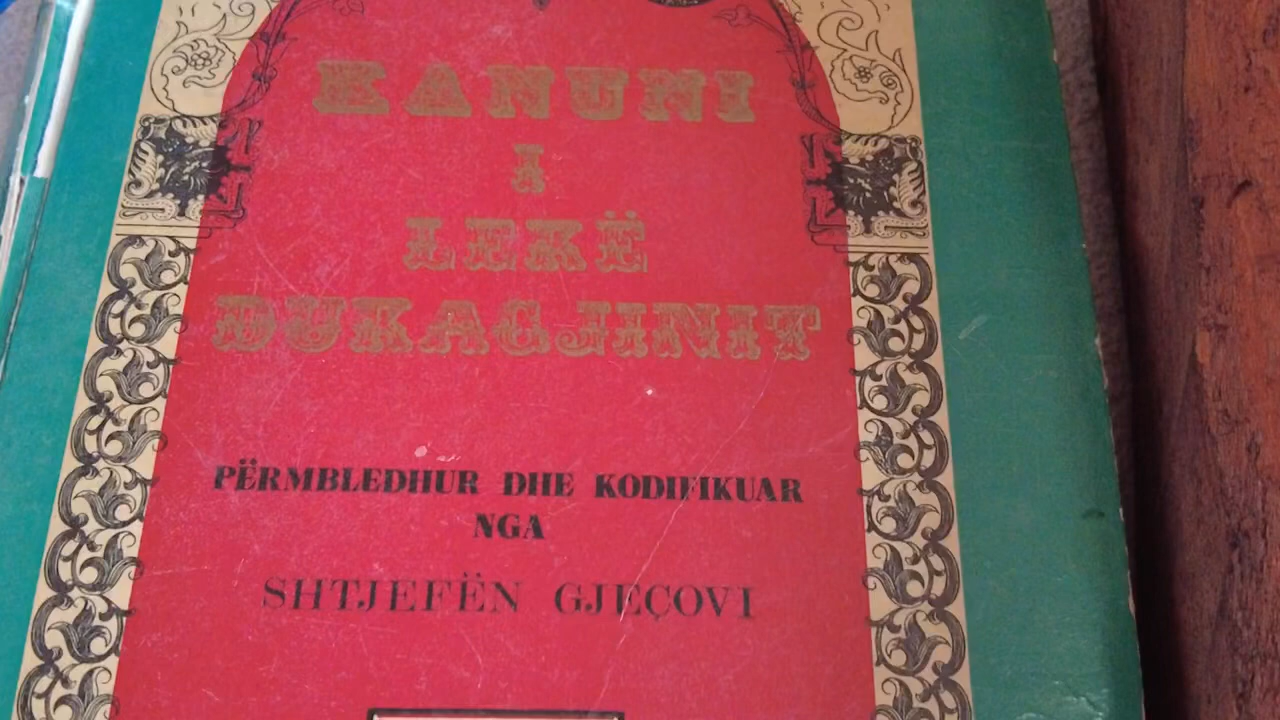 KANUNI
I
LEKË
DUKAGJINIT
PËRMBLEDHUR DHE KODIFIKUAR
NGA
SHTJEFËN GJEÇOVI